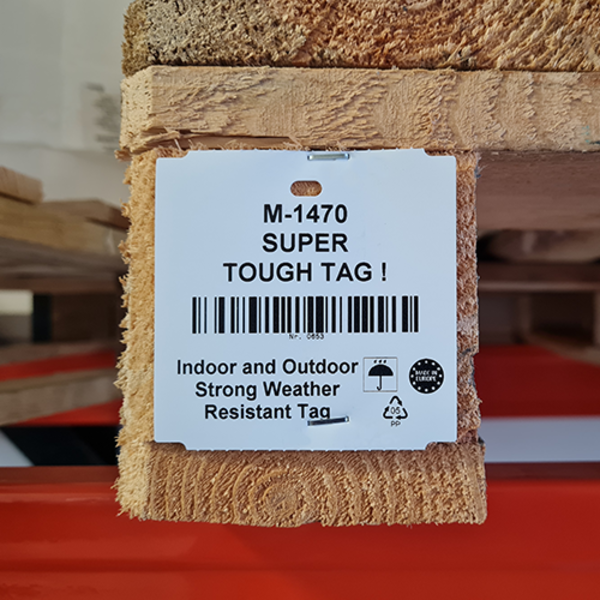 M-1470
SUPER
TOUGH TAG !
Nr. 0653
Indoor and Outdoor
Strong Weather
Resistant Tag
MADE IN
EUROPE
05
PP